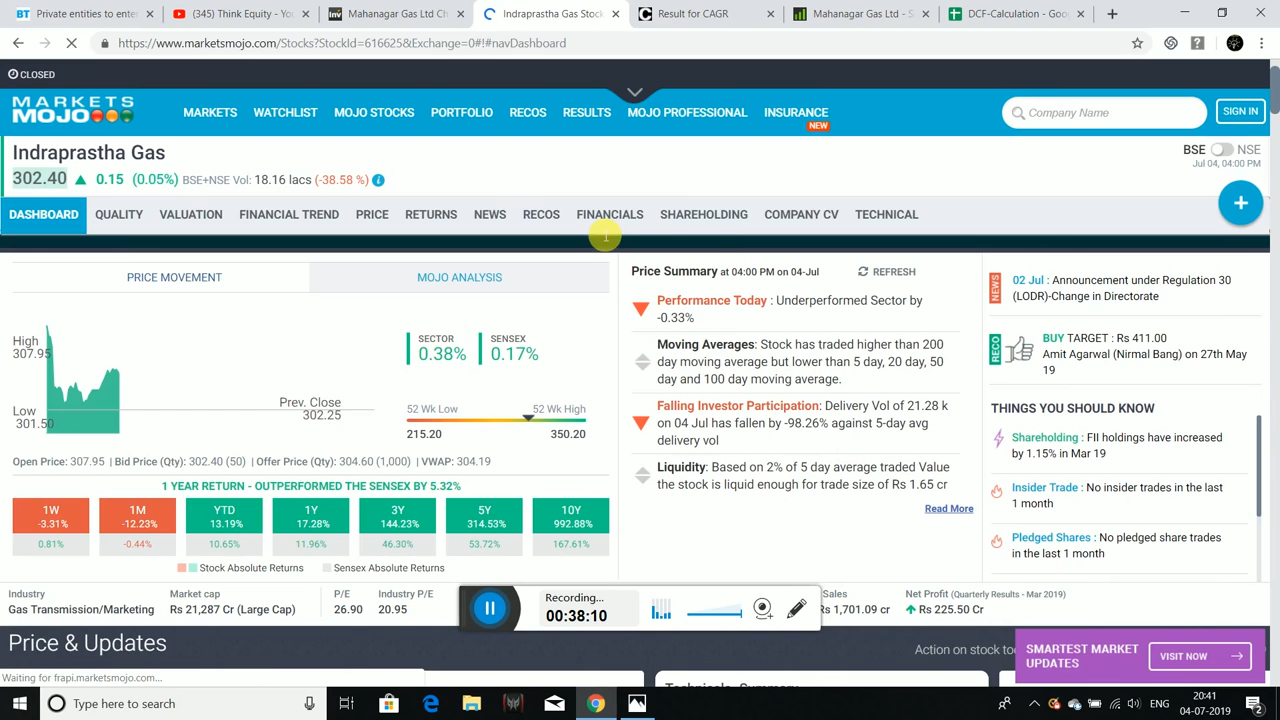 Private entities to enter
(345) Think Equity - Yo
Mahanagar Gas Ltd Ch
Indraprastha Gas Stock
Result for CAGR
Mahanagar Gas Ltd - S
DCF-Calculation - Goo
https://www.marketsmojo.com/Stocks?StockId=616625&Exchange=0#!#navDashboard
CLOSED
MARKETS MOJO
MARKETS WATCHLIST MOJO STOCKS PORTFOLIO RECOS RESULTS MOJO PROFESSIONAL INSURANCE
NEW
Company Name
SIGN IN
Indraprastha Gas
BSE NSE
302.40 0.15 (0.05%) BSE+NSE Vol: 18.16 lacs (-38.58 %)
Jul 04, 04:00 PM
DASHBOARD QUALITY VALUATION FINANCIAL TREND PRICE RETURNS NEWS RECOS FINANCIALS SHAREHOLDING COMPANY CV TECHNICAL
PRICE MOVEMENT
MOJO ANALYSIS
High
307.95
Low
301.50
Prev. Close
302.25
SECTOR
0.38%
SENSEX
0.17%
52 Wk Low
52 Wk High
215.20
350.20
Open Price: 307.95 | Bid Price (Qty): 302.40 (50) | Offer Price (Qty): 304.60 (1,000) | VWAP: 304.19
1 YEAR RETURN - OUTPERFORMED THE SENSEX BY 5.32%
1W 1M YTD 1Y 3Y 5Y 10Y
-3.31% -12.23% 13.19% 17.28% 144.23% 314.53% 992.88%
0.81% -0.44% 10.65% 11.96% 46.30% 53.72% 167.61%
Stock Absolute Returns
Sensex Absolute Returns
Price Summary at 04:00 PM on 04-Jul
REFRESH
Performance Today : Underperformed Sector by
-0.33%
Moving Averages: Stock has traded higher than 200
day moving average but lower than 5 day, 20 day, 50
day and 100 day moving average.
Falling Investor Participation: Delivery Vol of 21.28 k
on 04 Jul has fallen by -98.26% against 5-day avg
delivery vol
Liquidity: Based on 2% of 5 day average traded Value
the stock is liquid enough for trade size of Rs 1.65 cr
Read More
NEWS
02 Jul : Announcement under Regulation 30
(LODR)-Change in Directorate
RECO
BUY TARGET : Rs 411.00
Amit Agarwal (Nirmal Bang) on 27th May
19
THINGS YOU SHOULD KNOW
Shareholding: FII holdings have increased
by 1.15% in Mar 19
Insider Trade: No insider trades in the last
1 month
Pledged Shares: No pledged share trades
in the last 1 month
Industry
Gas Transmission/Marketing
Market cap
Rs 21,287 Cr (Large Cap)
P/E
26.90
Industry P/E
20.95
Sales
Rs 1,701.09 cr
Net Profit (Quarterly Results - Mar 2019)
Rs 225.50 Cr
Recording...
00:38:10
Price & Updates
Action on stock to
SMARTEST MARKET
UPDATES
VISIT NOW
Waiting for frapi.marketsmojo.com...
Technicals Summary
Type here to search
ENG
20:41
04-07-2019
2